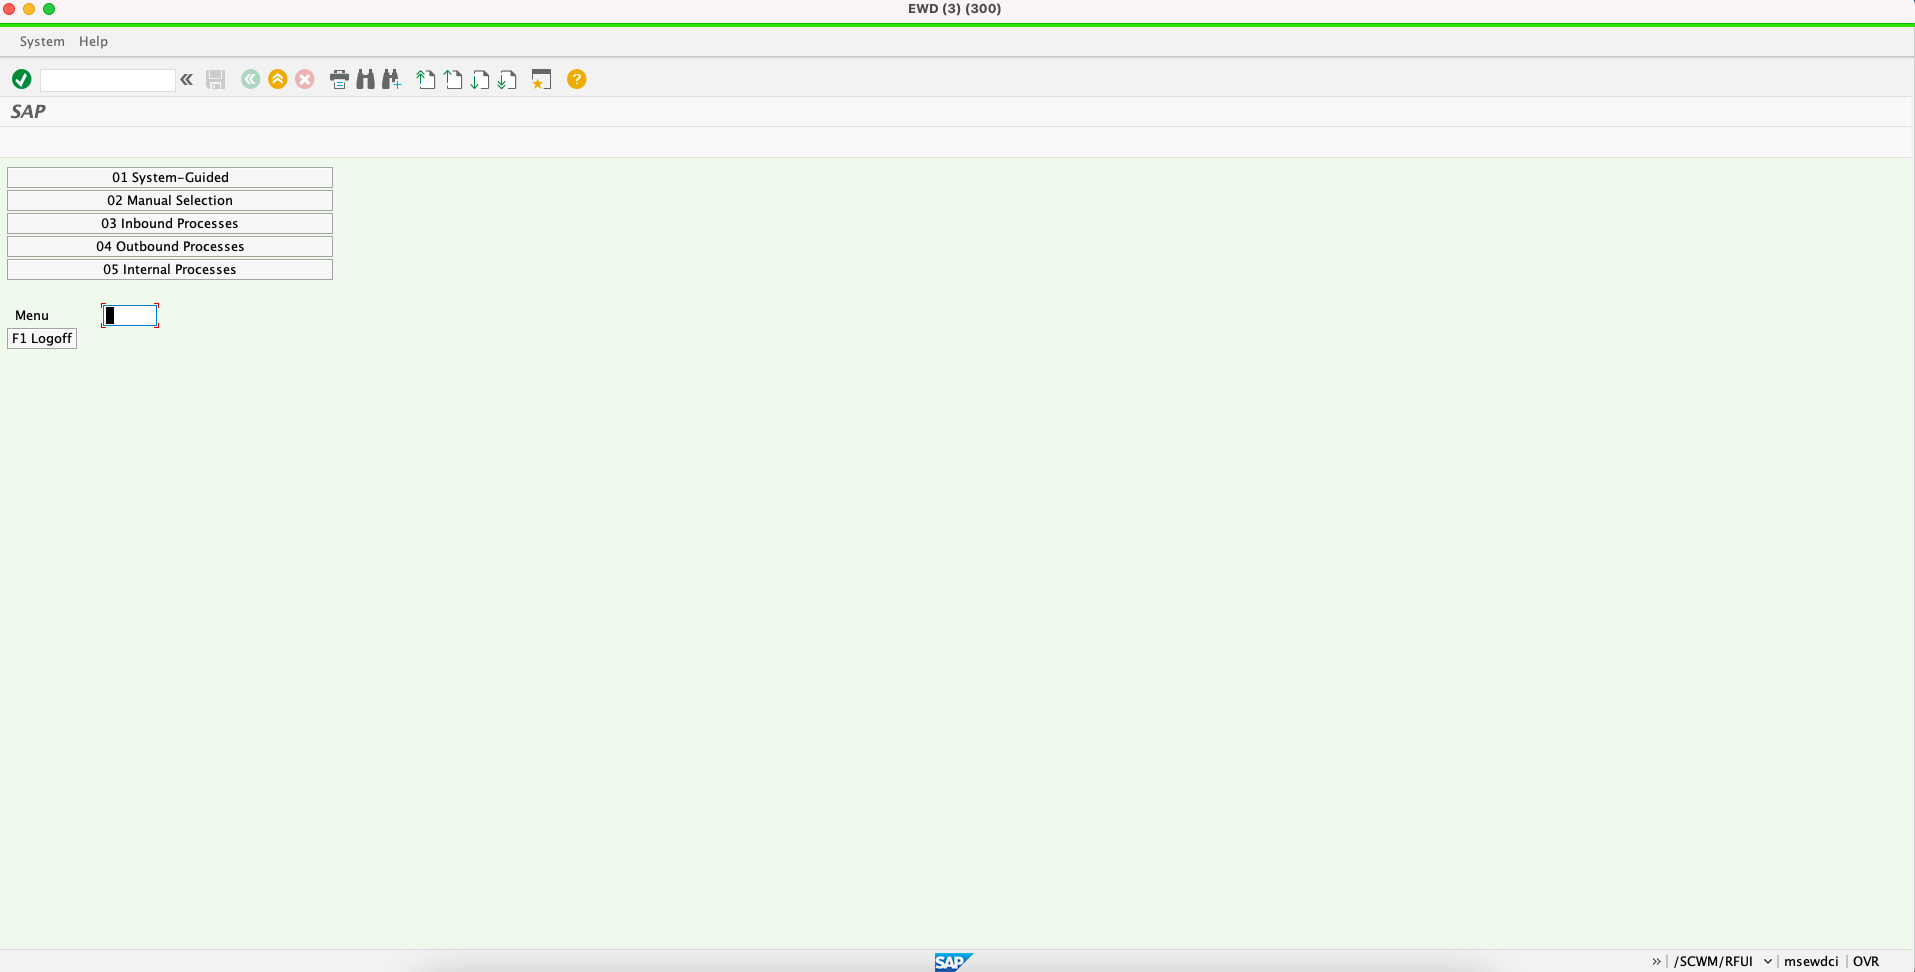 EWD (3) (300)
System Help
SAP
01 System-Guided
02 Manual Selection
03 Inbound Processes
04 Outbound Processes
05 Internal Processes
Menu
F1 Logoff
SAP
» /SCWM/RFUI msewdci OVR